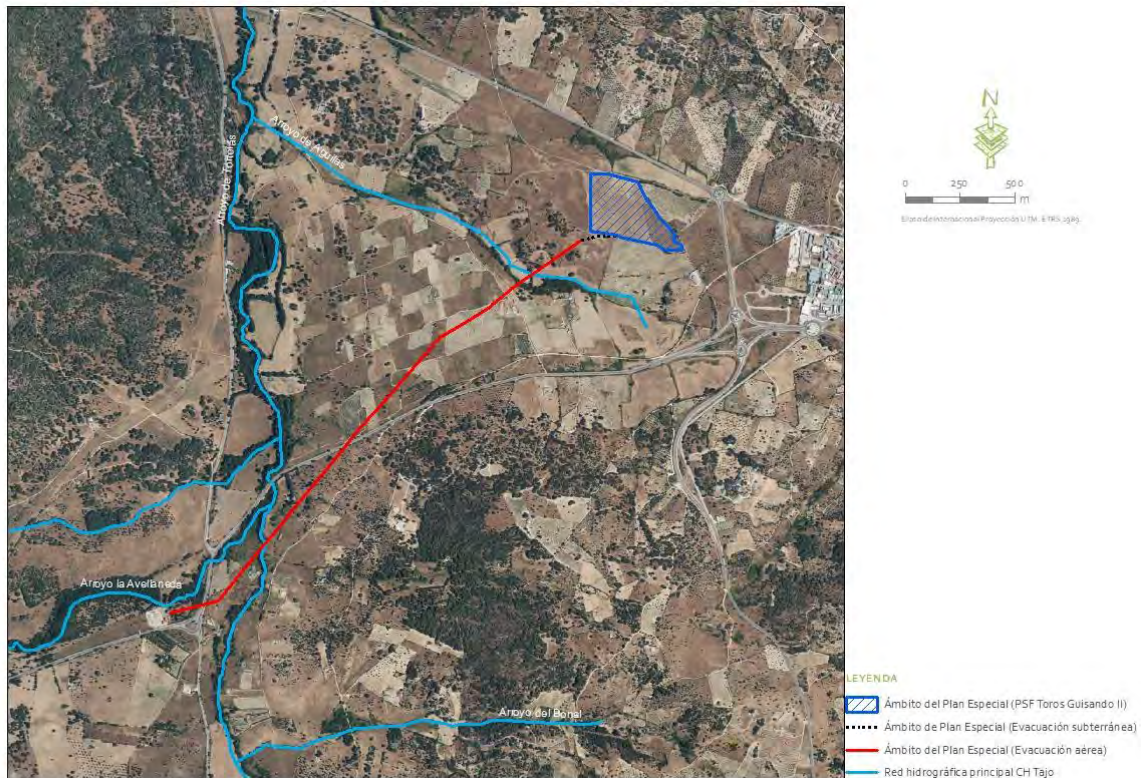 Arroyo de Tórtolas
Arroyo de Águilas
Arroyo la Avellaneda
Arroyo del Bonal
N
0 250 500
m
LEYENDA
Ámbito del Plan Especial (PSF Toros Guisando II)
Ámbito de Plan Especial (Evacuación subterránea)
Ámbito del Plan Especial (Evacuación aérea)
Red hidrográfica principal CH Tajo